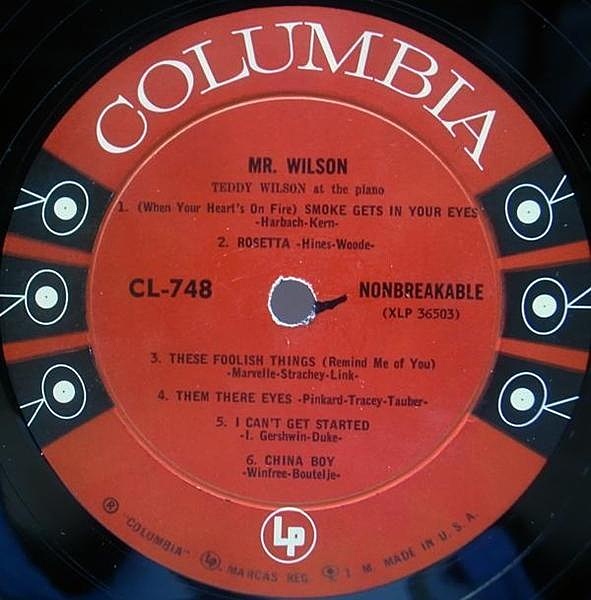 COLUMBIA
MR. WILSON
TEDDY WILSON at the piano
1. (When Your Heart's On Fire) SMOKE GETS IN YOUR EYES
-Harbach-Kern-
2. ROSETTA -Hines-Woode-
CL-748
NONBREAKABLE
(XLP 36503)
3. THESE FOOLISH THINGS (Remind Me of You)
-Marvelle-Strachey-Link-
4. THEM THERE EYES -Pinkard-Tracey-Tauber-
5. I CAN'T GET STARTED
-I. Gershwin-Duke-
6. CHINA BOY
-Winfree-Boutelje-
LP
® "COLUMBIA" LP, MARCAS REG. T. M. MADE IN U. S. A.